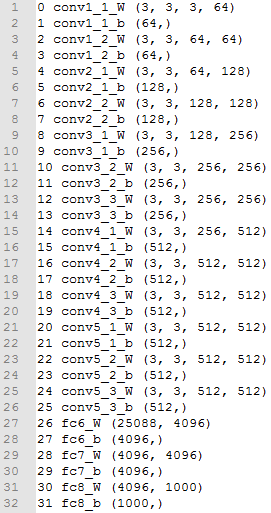 1 0 conv1_1_W (3, 3, 3, 64)
2 1 conv1_1_b (64,)
3 2 conv1_2_W (3, 3, 64, 64)
4 3 conv1_2_b (64,)
5 4 conv2_1_W (3, 3, 64, 128)
6 5 conv2_1_b (128,)
7 6 conv2_2_W (3, 3, 128, 128)
8 7 conv2_2_b (128,)
9 8 conv3_1_W (3, 3, 128, 256)
10 9 conv3_1_b (256,)
11 10 conv3_2_W (3, 3, 256, 256)
12 11 conv3_2_b (256,)
13 12 conv3_3_W (3, 3, 256, 256)
14 13 conv3_3_b (256,)
15 14 conv4_1_W (3, 3, 256, 512)
16 15 conv4_1_b (512,)
17 16 conv4_2_W (3, 3, 512, 512)
18 17 conv4_2_b (512,)
19 18 conv4_3_W (3, 3, 512, 512)
20 19 conv4_3_b (512,)
21 20 conv5_1_W (3, 3, 512, 512)
22 21 conv5_1_b (512,)
23 22 conv5_2_W (3, 3, 512, 512)
24 23 conv5_2_b (512,)
25 24 conv5_3_W (3, 3, 512, 512)
26 25 conv5_3_b (512,)
27 26 fc6_W (25088, 4096)
28 27 fc6_b (4096,)
29 28 fc7_W (4096, 4096)
30 29 fc7_b (4096,)
31 30 fc8_W (4096, 1000)
32 31 fc8_b (1000,)